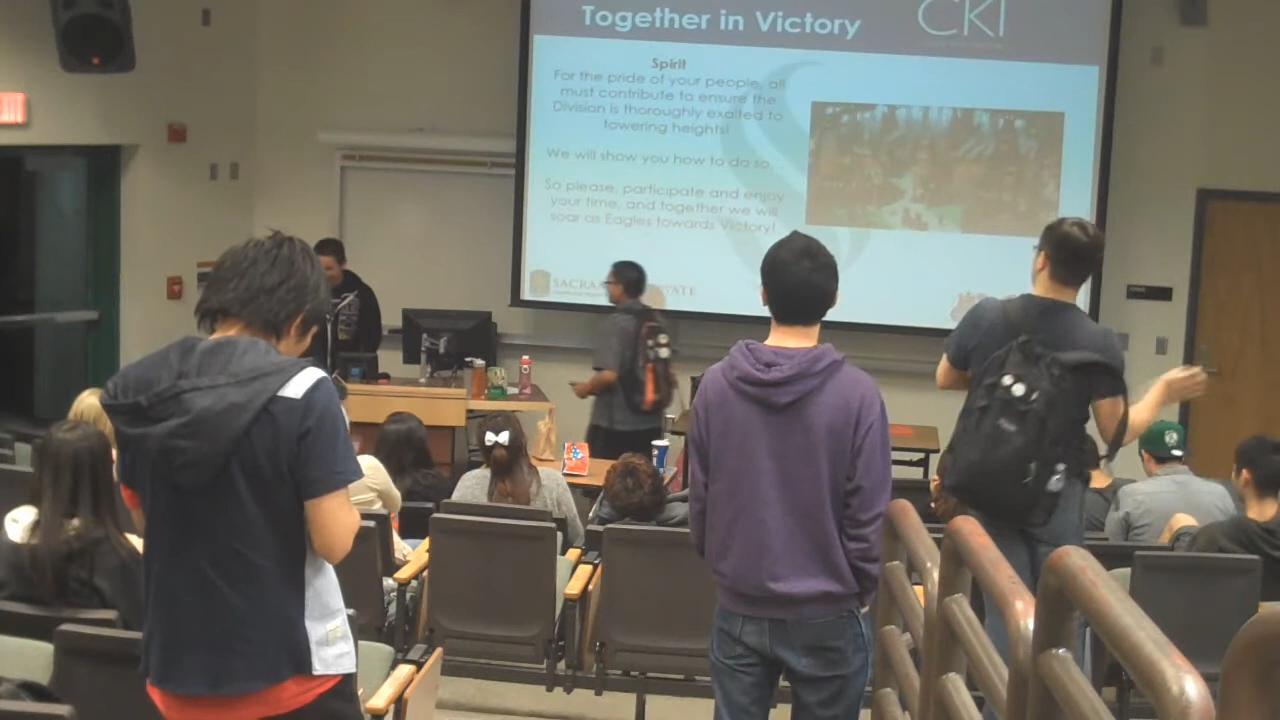 Together in Victory
CKI
Spirit
For the pride of your people, all
must contribute to ensure the
Division is thoroughly exalted to
towering heights!
We will show you how to do so...
So please, participate and enjoy
your time, and together we will
soar as Eagles towards Victory!